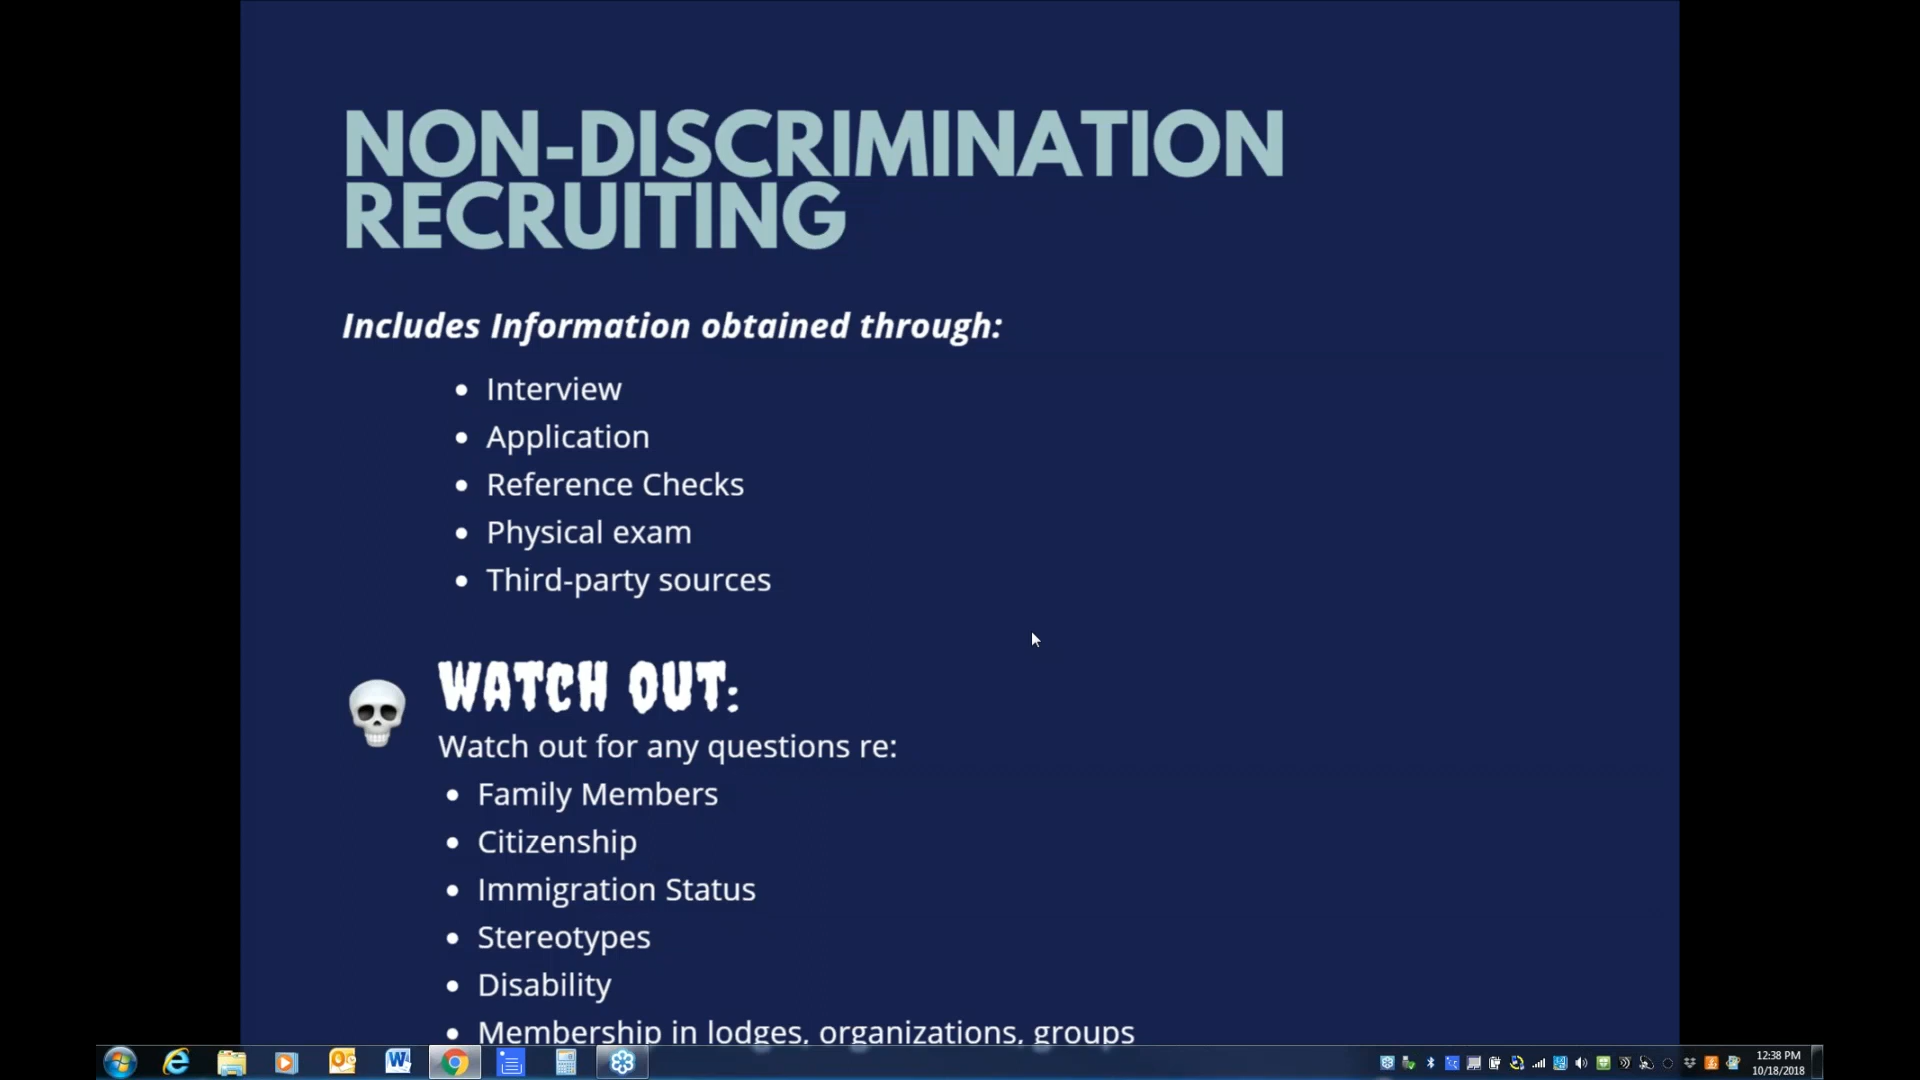 NON-DISCRIMINATION
RECRUITING
Includes Information obtained through:
• Interview
• Application
• Reference Checks
• Physical exam
• Third-party sources
WATCH OUT:
Watch out for any questions re:
• Family Members
• Citizenship
• Immigration Status
• Stereotypes
• Disability
• Membership in lodges, organizations, groups
12:38 PM
10/18/2018